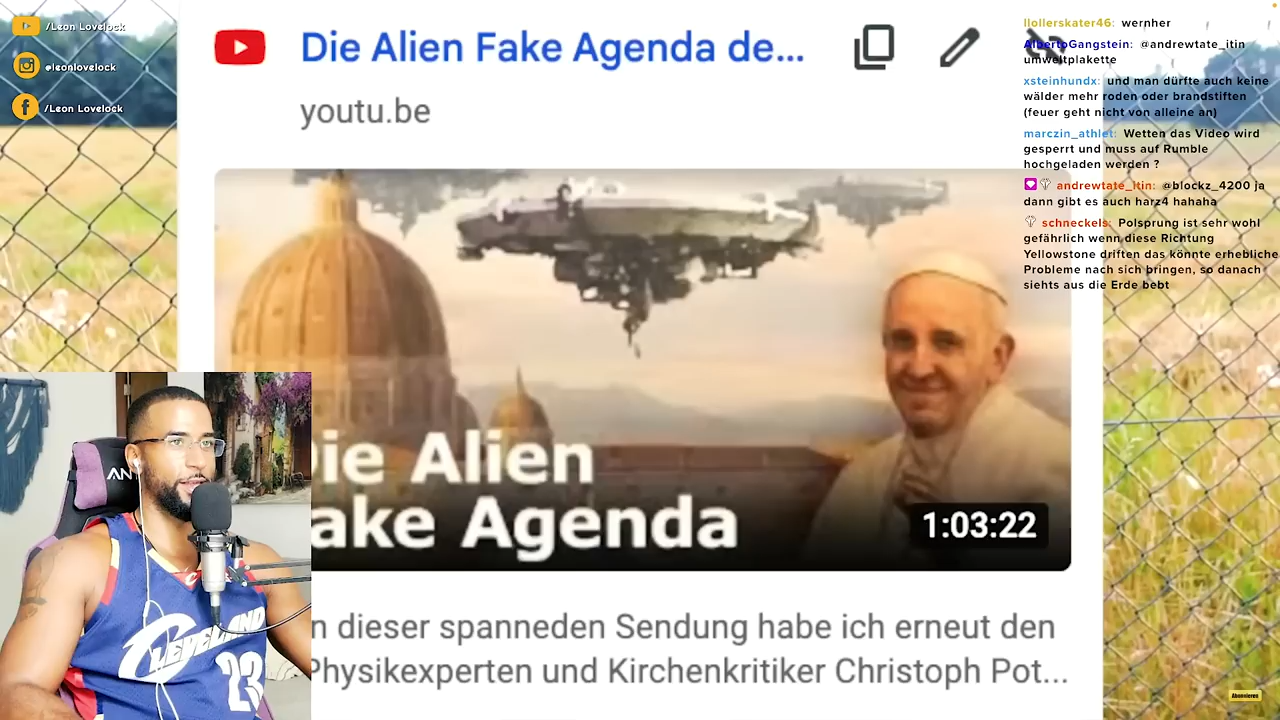 /Leon Lovelock
@leonlovelock
/Leon Lovelock
Die Alien Fake Agenda de...
youtu.be
ie Alien
ake Agenda
1:03:22
n dieser spanneden Sendung habe ich erneut den
Physikexperten und Kirchenkritiker Christoph Pot...
AN
CLEVELAND
23
llollerskater46: wernher
AlbertoGangstein: @andrewtate_itin
umweltplakette
xsteinhundx: und man dürfte auch keine
wälder mehr roden oder brandstiften
(feuer geht nicht von alleine an)
marczin_athlet: Wetten das Video wird
gesperrt und muss auf Rumble
hochgeladen werden ?
andrewtate_itin: @blockz_4200 ja
dann gibt es auch harz4 hahaha
schneckels: Polsprung ist sehr wohl
gefährlich wenn diese Richtung
Yellowstone driften das könnte erhebliche
Probleme nach sich bringen, so danach
siehts aus die Erde bebt
Abonnieren